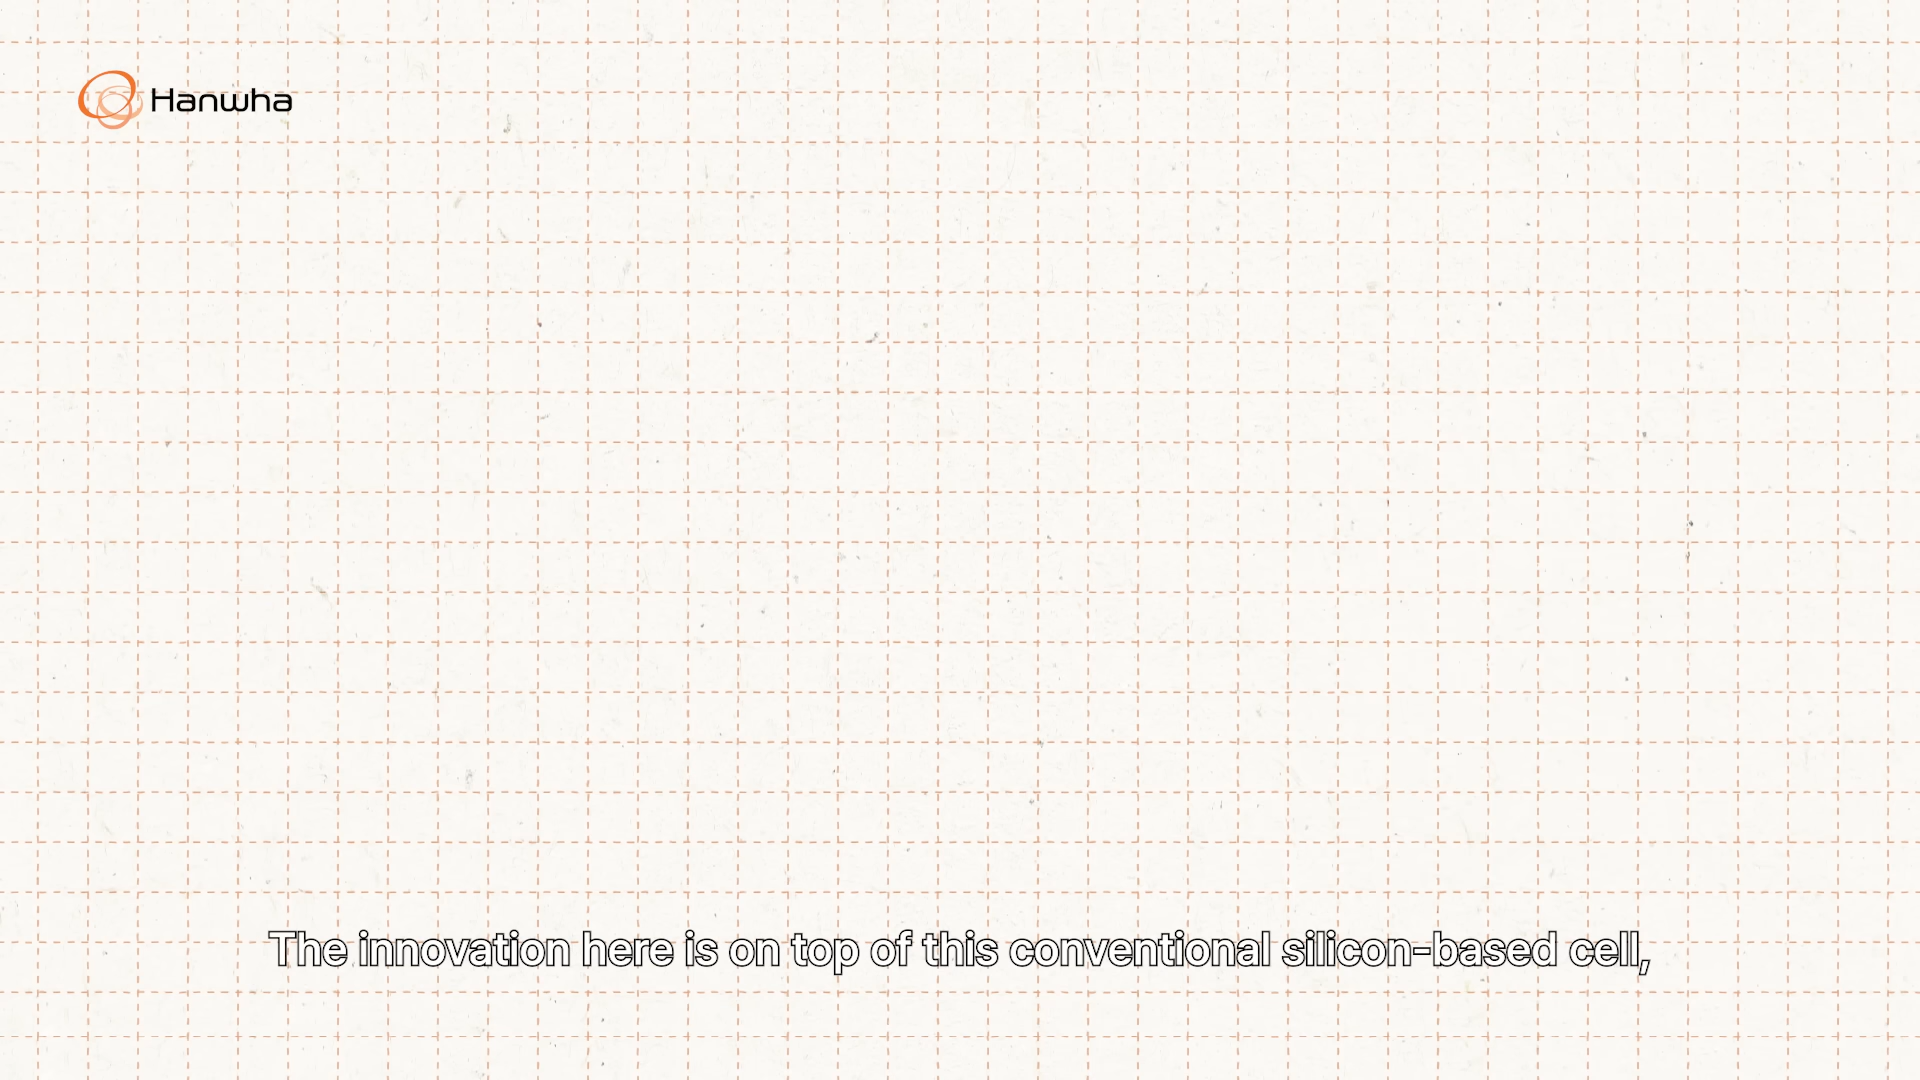 Hanwha
The innovation here is on top of this conventional silicon-based cell,